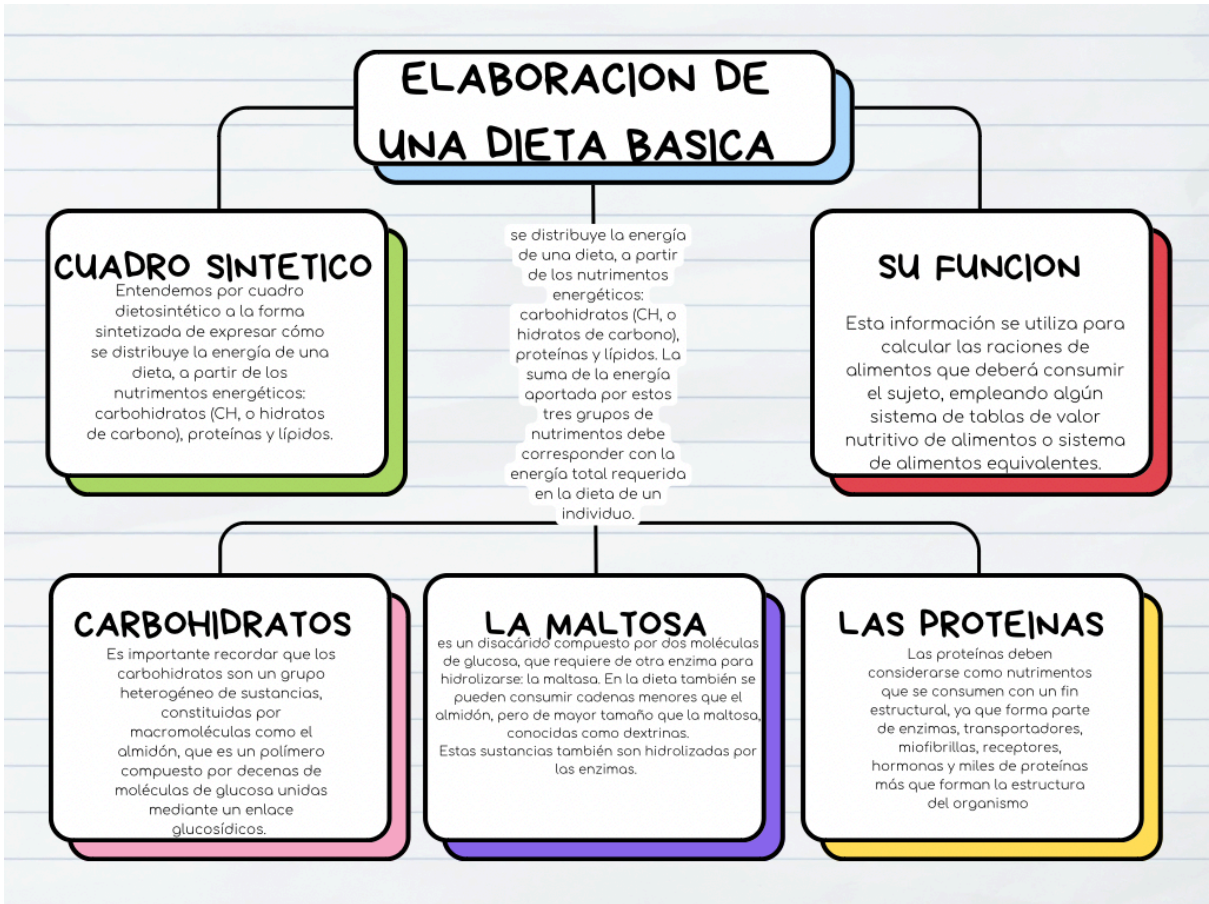 ELABORACION DE
UNA DIETA BASICA
CUADRO SINTETICO
Entendemos por cuadro
dietosintético a la forma
sintetizada de expresar cómo
se distribuye la energía de una
dieta, a partir de los
nutrimentos energéticos:
carbohidratos (CH, o hidratos
de carbono), proteínas y lípidos.
se distribuye la energía
de una dieta, a partir
de los nutrimentos
energéticos:
carbohidratos (CH, o
hidratos de carbono),
proteínas y lípidos. La
suma de la energía
aportada por estos
tres grupos de
nutrimentos debe
corresponder con la
energía total requerida
en la dieta de un
individuo.
SU FUNCION
Esta información se utiliza para
calcular las raciones de
alimentos que deberá consumir
el sujeto, empleando algún
sistema de tablas de valor
nutritivo de alimentos o sistema
de alimentos equivalentes.
CARBOHIDRATOS
Es importante recordar que los
carbohidratos son un grupo
heterogéneo de sustancias,
constituidas por
macromoléculas como el
almidón, que es un polímero
compuesto por decenas de
moléculas de glucosa unidas
mediante un enlace
glucosídicos.
LA MALTOSA
es un disacárido compuesto por dos moléculas
de glucosa, que requiere de otra enzima para
hidrolizarse: la maltasa. En la dieta también se
pueden consumir cadenas menores que el
almidón, pero de mayor tamaño que la maltosa,
conocidas como dextrinas.
Estas sustancias también son hidrolizadas por
las enzimas.
LAS PROTEINAS
Las proteínas deben
considerarse como nutrimentos
que se consumen con un fin
estructural, ya que forma parte
de enzimas, transportadores,
miofibrillas, receptores,
hormonas y miles de proteínas
más que forman la estructura
del organismo